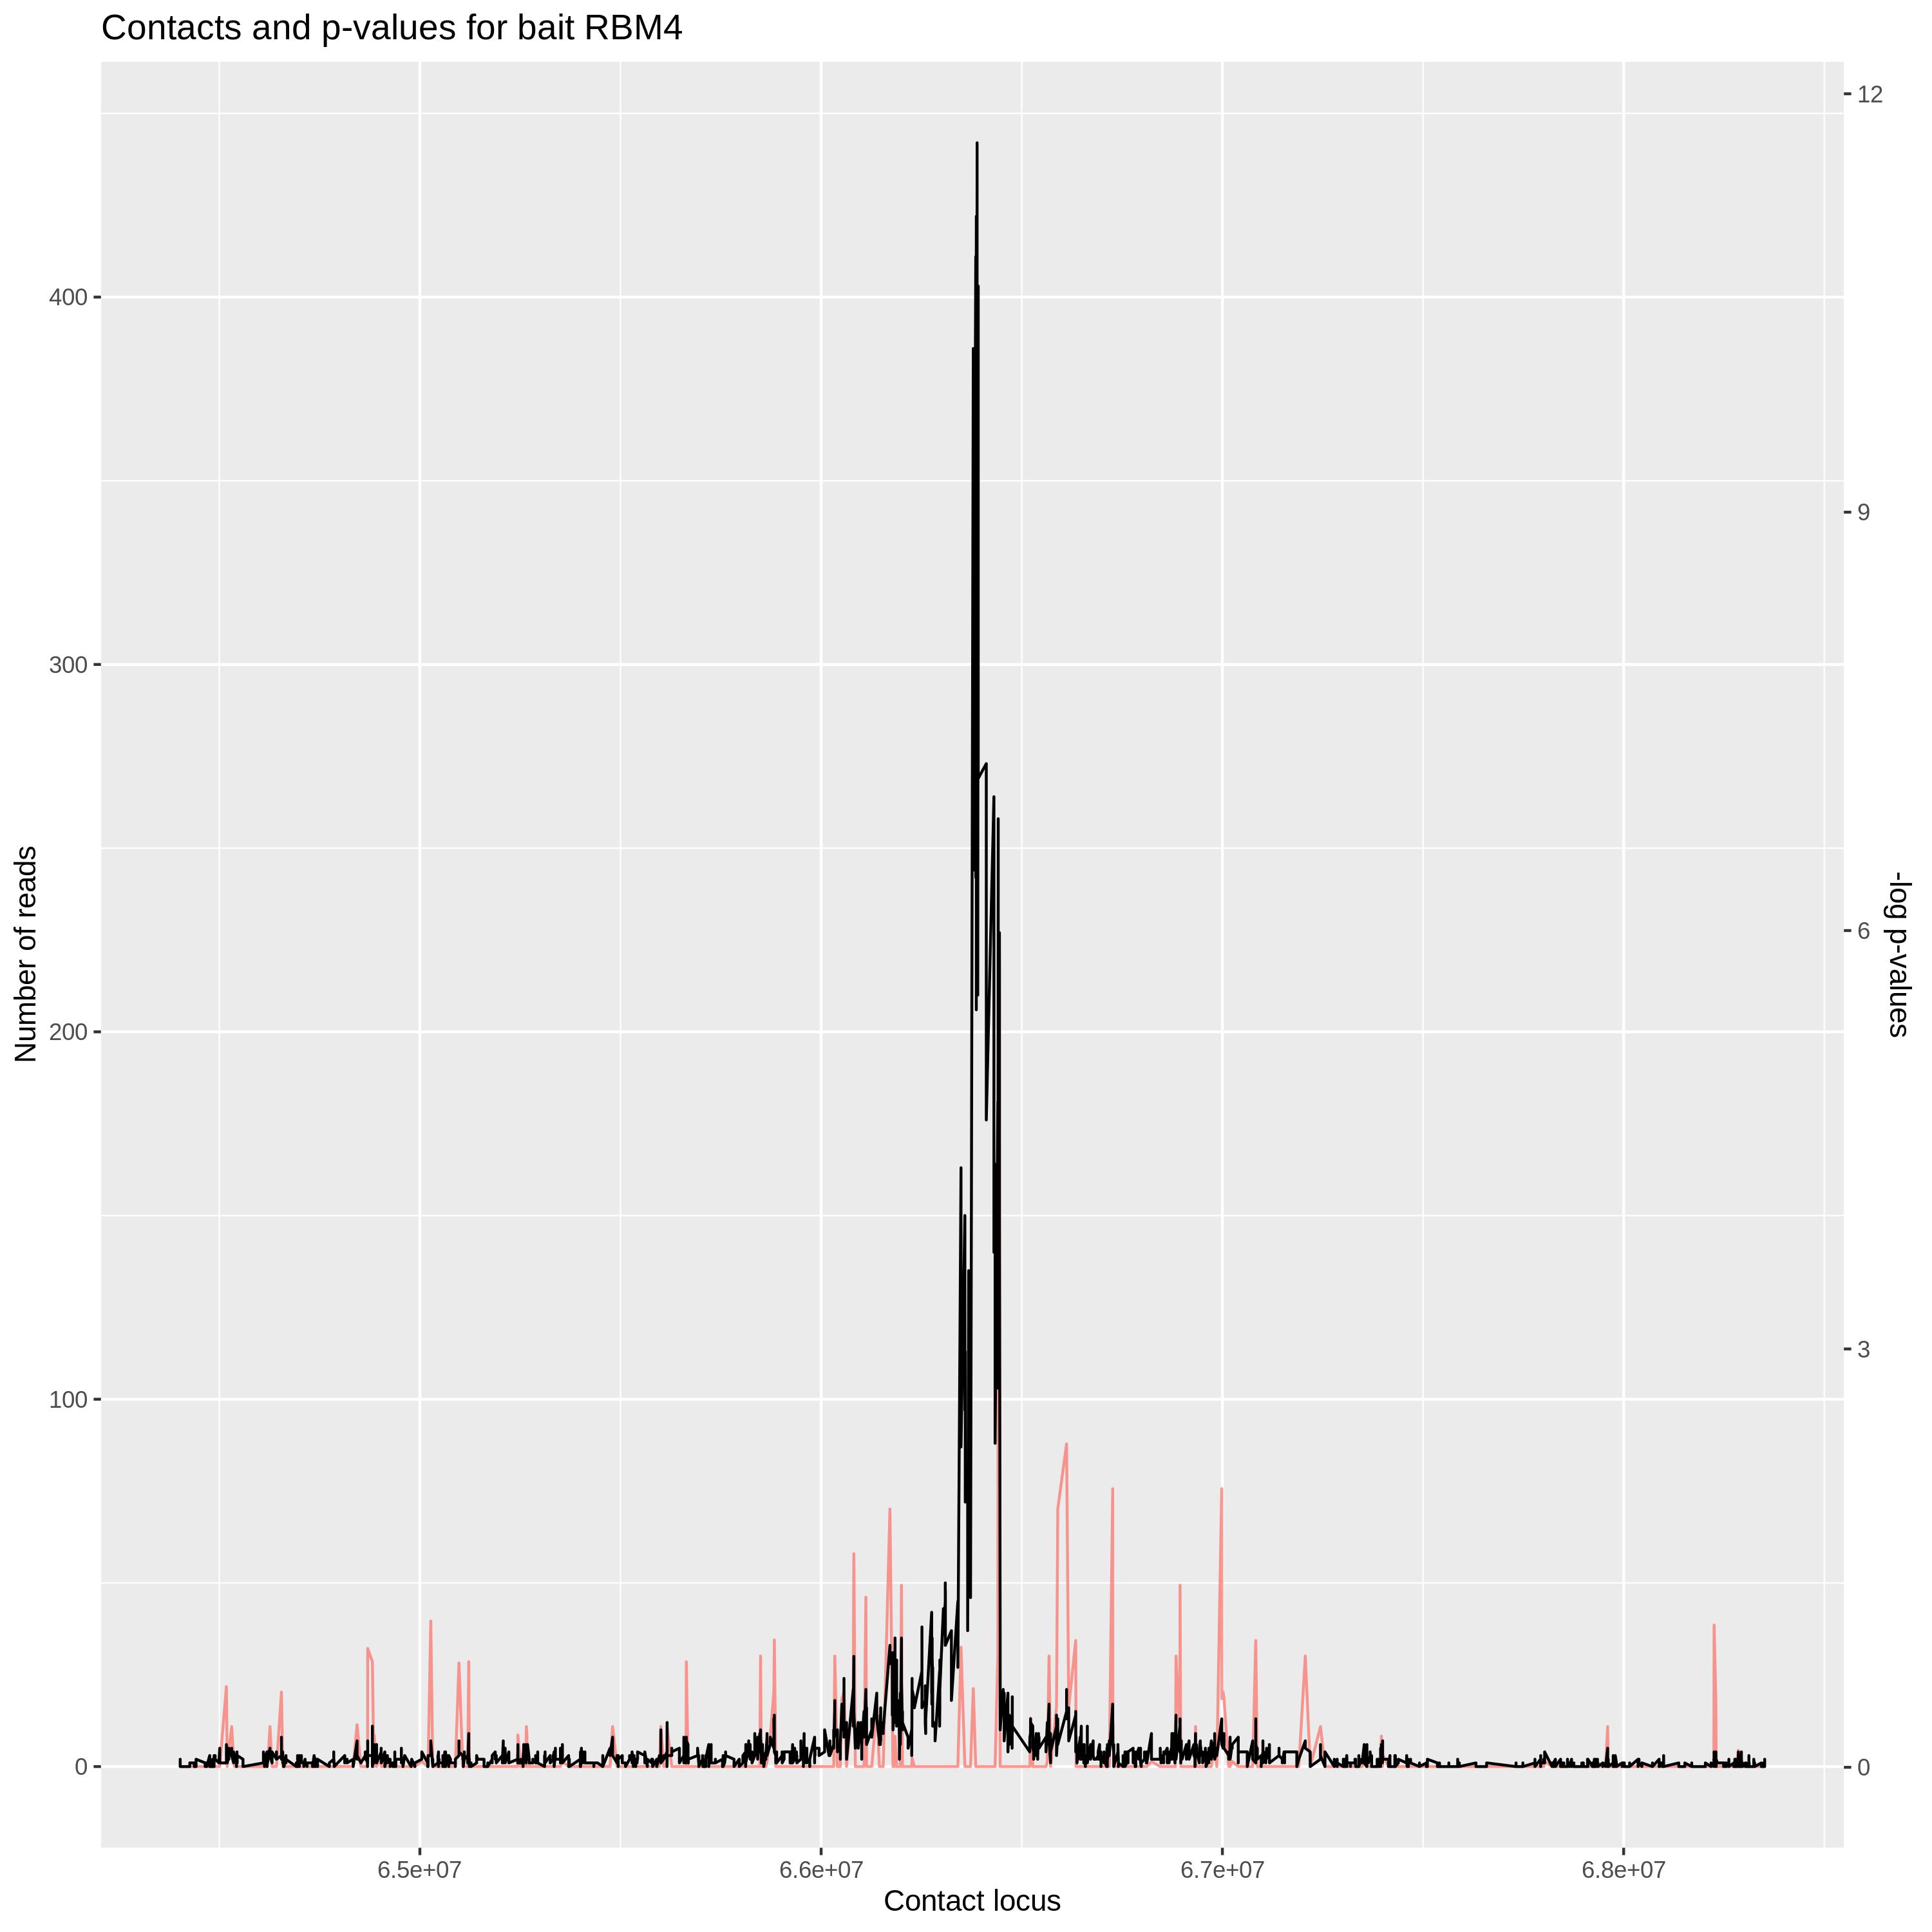 Contacts and p-values for bait RBM4
Number of reads
400
300
200
100
0
12
9
6
3
0
-log p-values
6.5e+07
6.6e+07
6.7e+07
6.8e+07
Contact locus